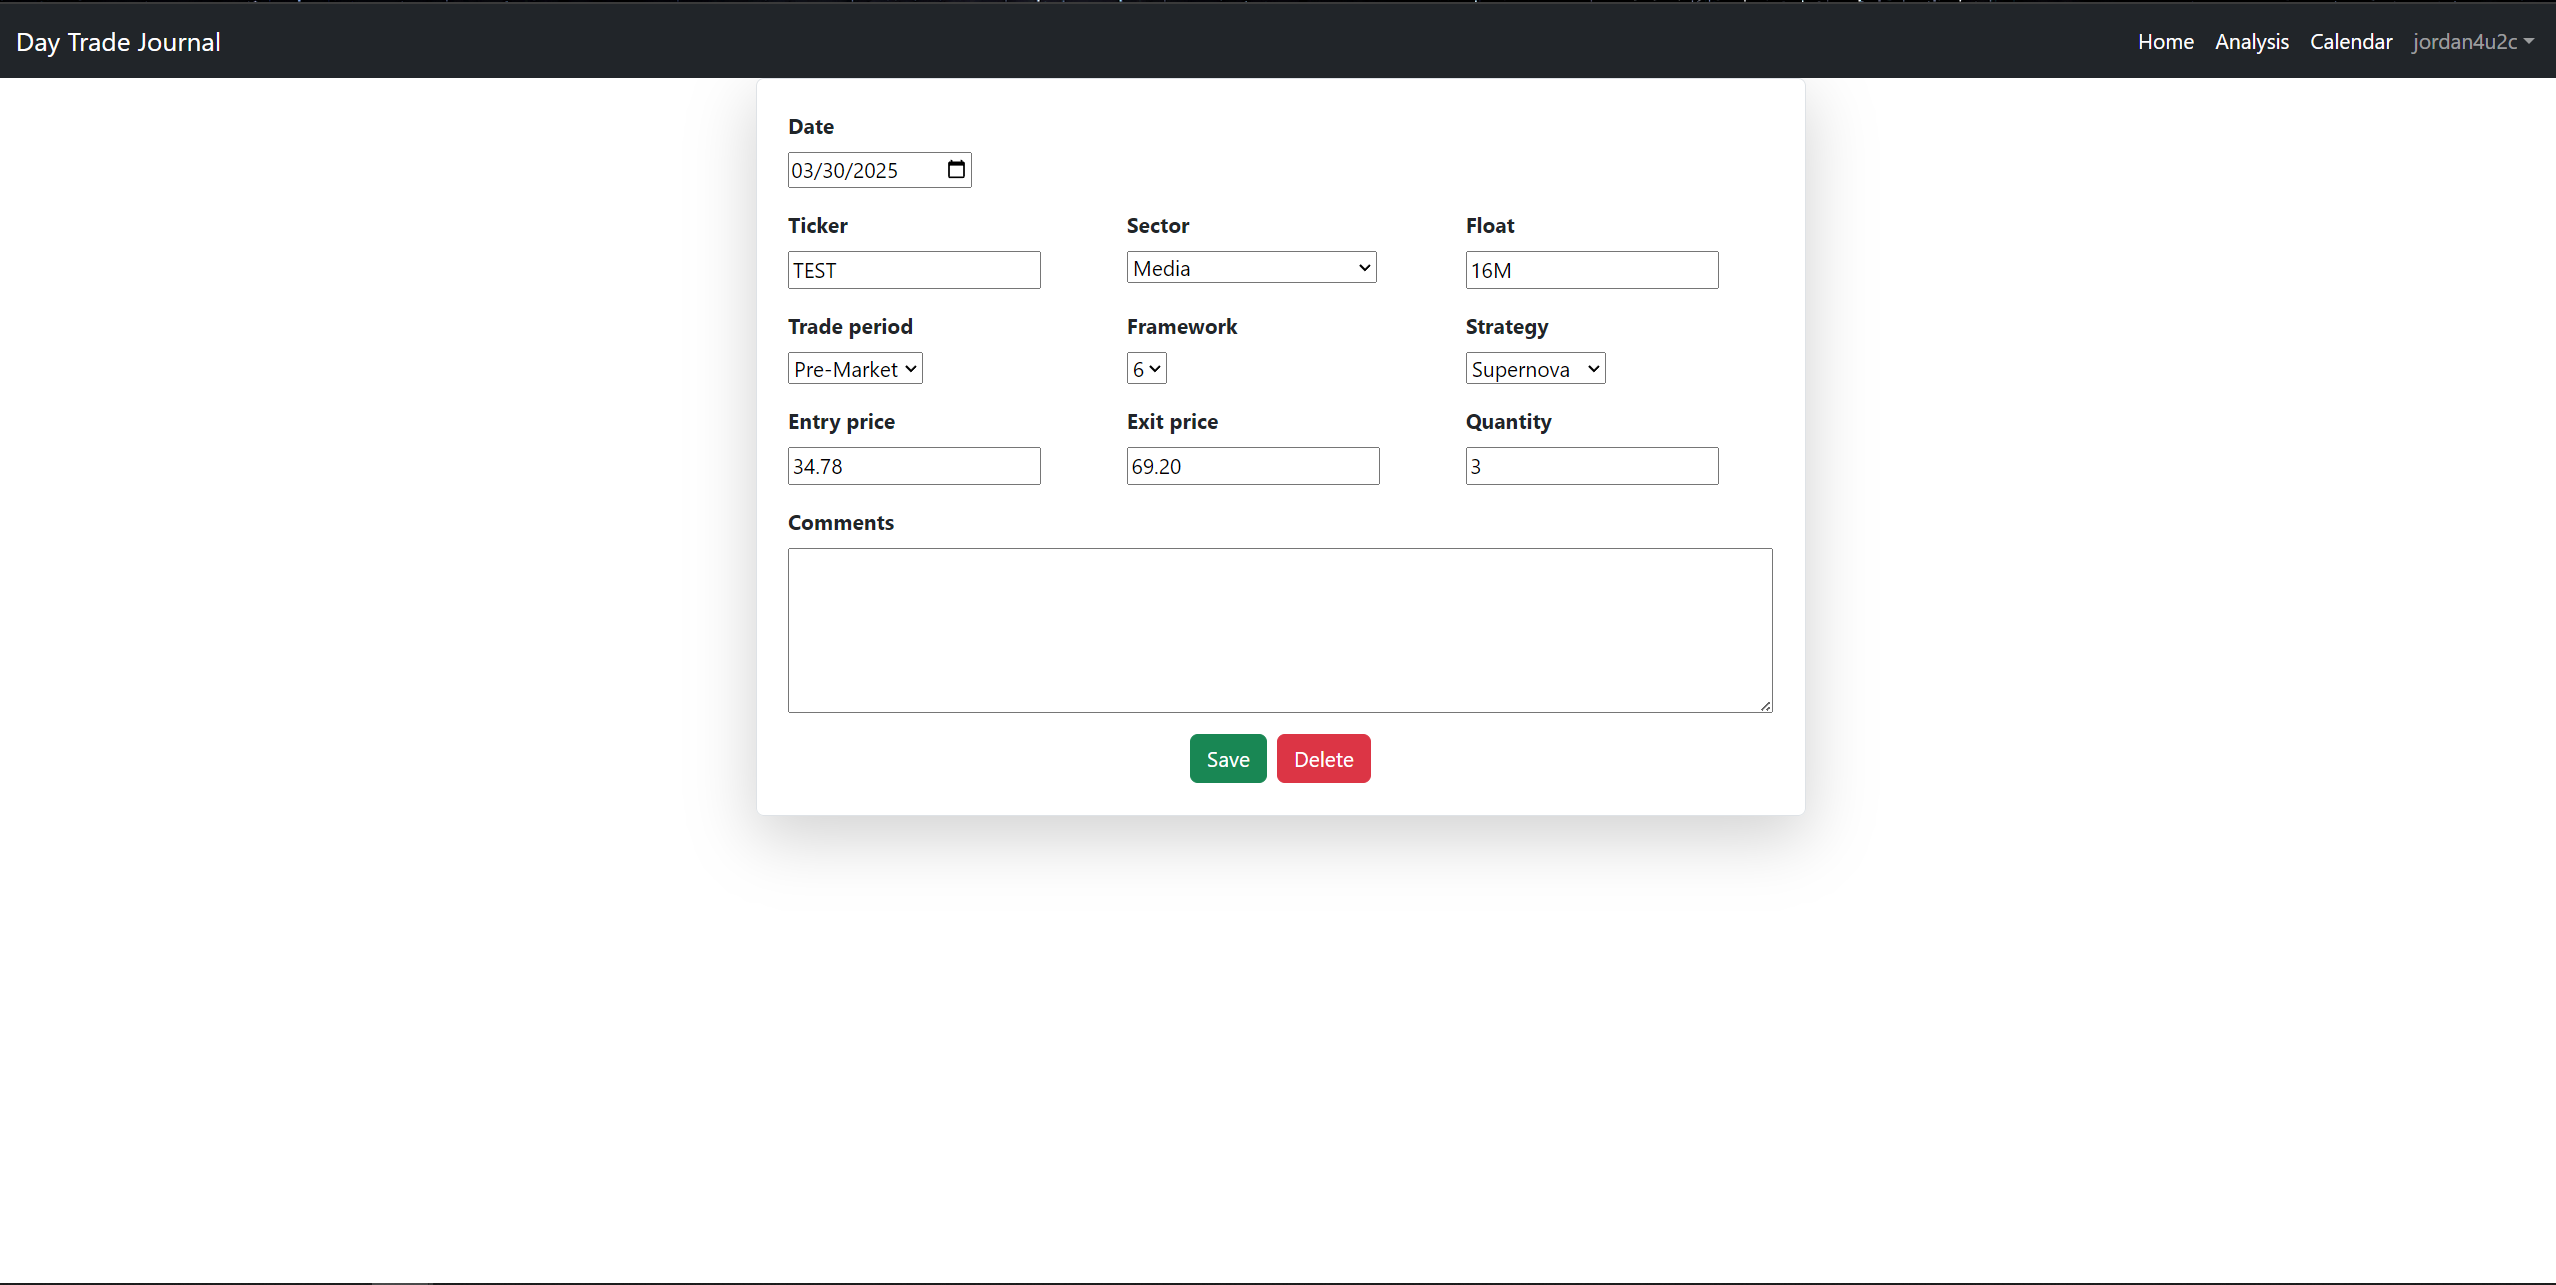 Day Trade Journal
Home Analysis Calendar jordan4u2c
Date
03/30/2025
Ticker Sector Float
TEST Media 16M
Trade period Framework Strategy
Pre-Market 6 Supernova
Entry price Exit price Quantity
34.78 69.20 3
Comments
Save Delete